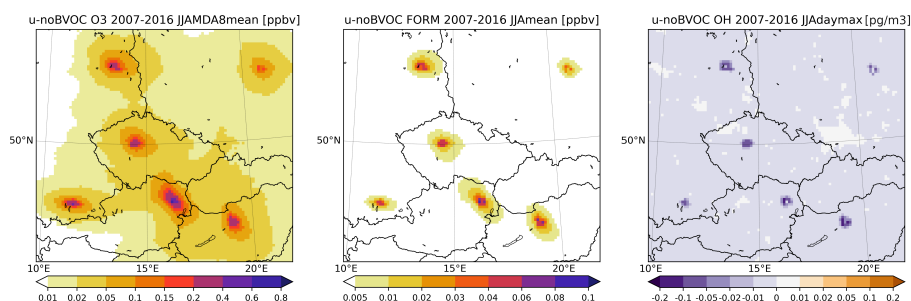 u-noBVOC O3 2007-2016 JJAMDA8mean [ppbv]
u-noBVOC FORM 2007-2016 JJAmean [ppbv]
u-noBVOC OH 2007-2016 JJAdaymax [pg/m3]
50°N
50°N
50°N
10°E 15°E 20°E
10°E 15°E 20°E
10°E 15°E 20°E
0.01 0.02 0.05 0.1 0.15 0.2 0.4 0.6 0.8
0.005 0.01 0.02 0.03 0.04 0.06 0.08 0.1
-0.2 -0.1 -0.05 -0.02 -0.01 0 0.01 0.02 0.05 0.1 0.2